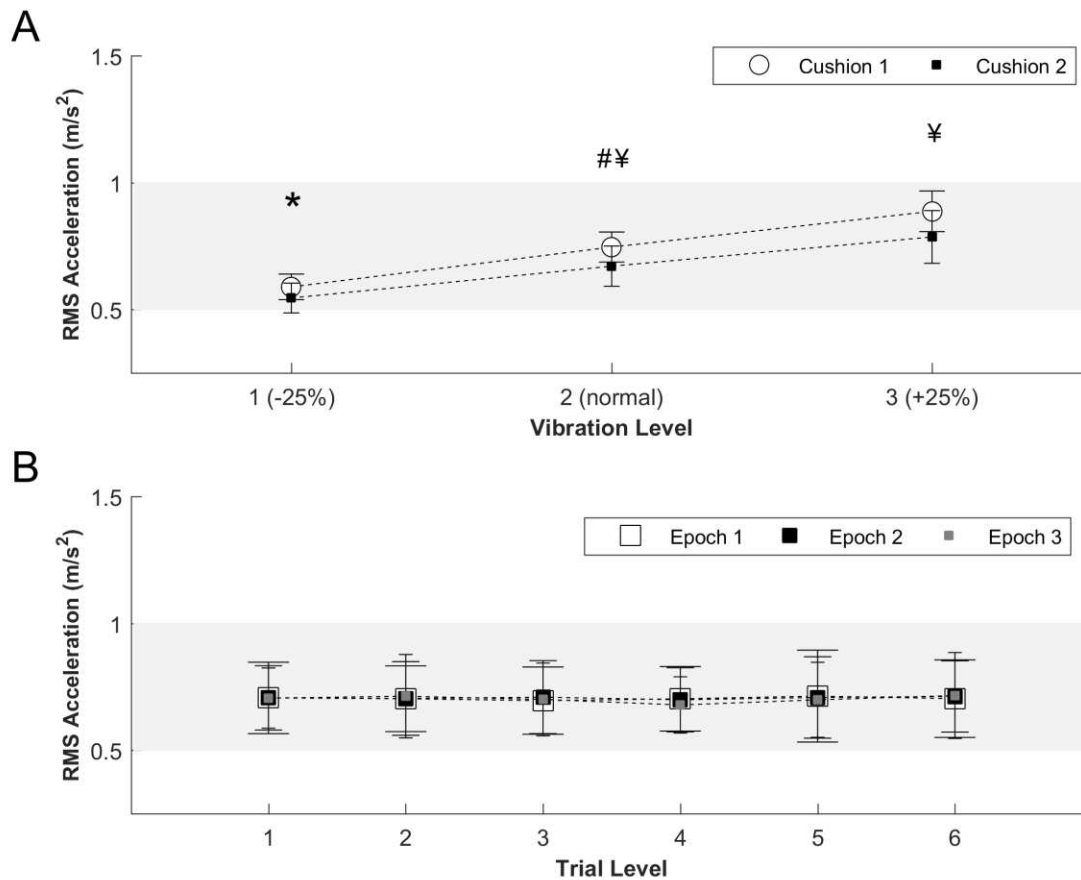 A
1.5
Cushion 1
Cushion 2
RMS Acceleration (m/s²)
¥
#¥
*
1
0.5
1 (-25%)
2 (normal)
3 (+25%)
Vibration Level
B
1.5
Epoch 1
Epoch 2
Epoch 3
RMS Acceleration (m/s²)
1
0.5
1
2
3
4
5
6
Trial Level